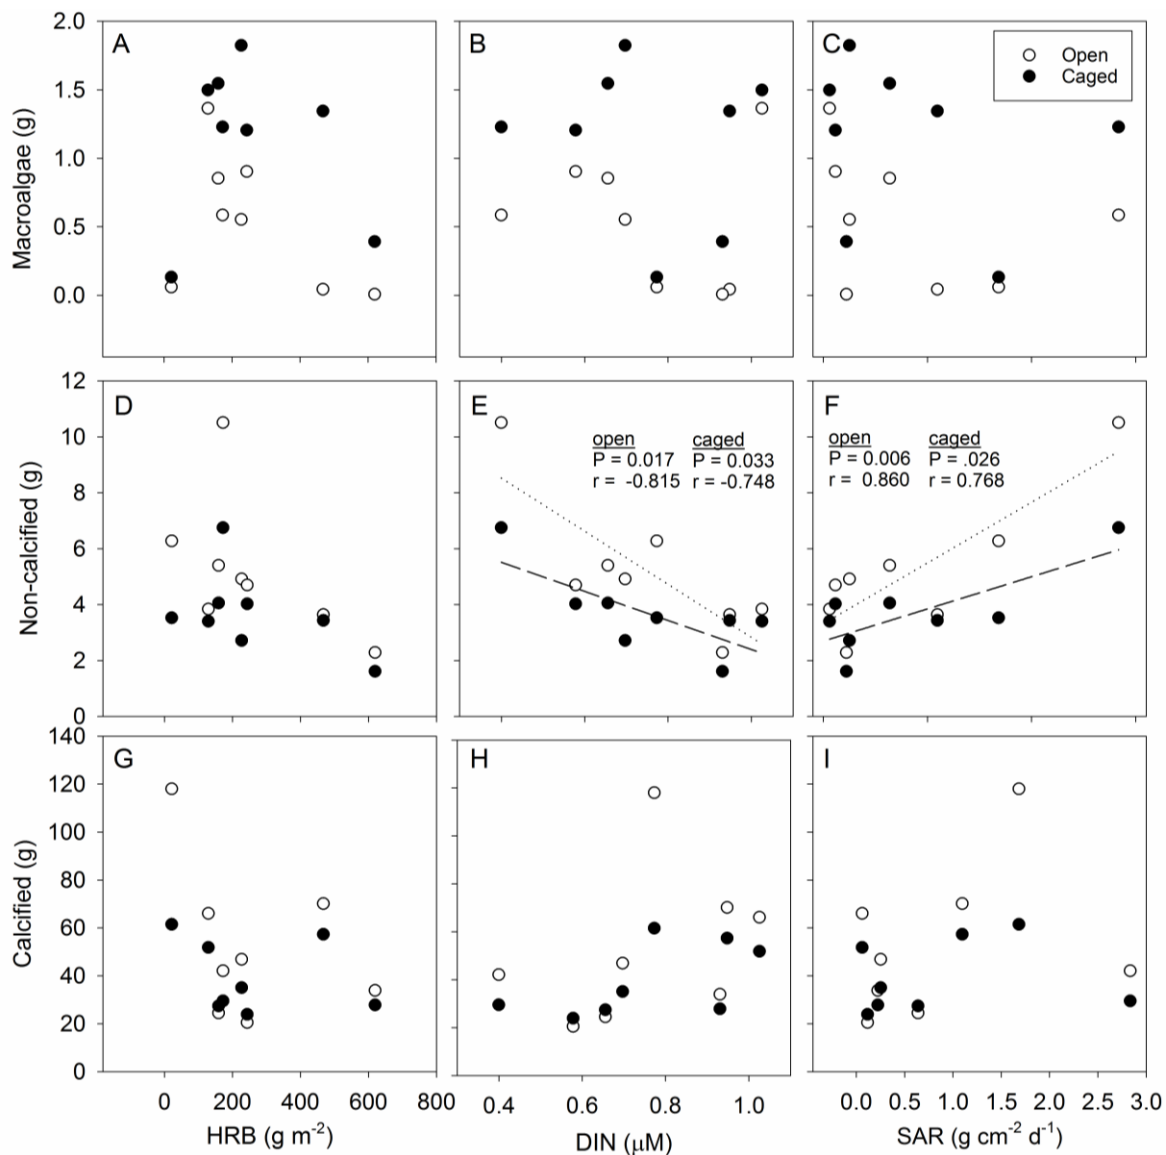 2.0
1.5
1.0
0.5
0.0
Macroalgae (g)
A
B
C
Open
Caged
12
10
8
6
4
2
0
Non-calcified (g)
D
E
open caged
P = 0.017 P = 0.033
r = -0.815 r = -0.748
F
open caged
P = 0.006 P = .026
r = 0.860 r = 0.768
140
120
100
80
60
40
20
0
Calcified (g)
G
H
I
0 200 400 600 800
HRB (g m⁻²)
0.4 0.6 0.8 1.0
DIN (μM)
0.0 0.5 1.0 1.5 2.0 2.5 3.0
SAR (g cm⁻² d⁻¹)